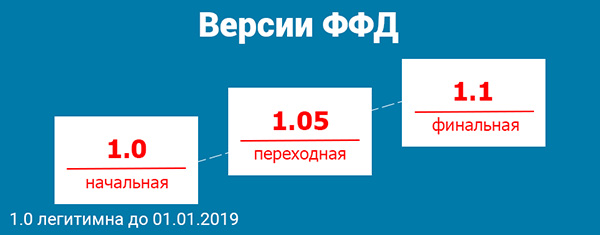 Версии ФФД
1.0
начальная
1.05
переходная
1.1
финальная
1.0 легитимна до 01.01.2019